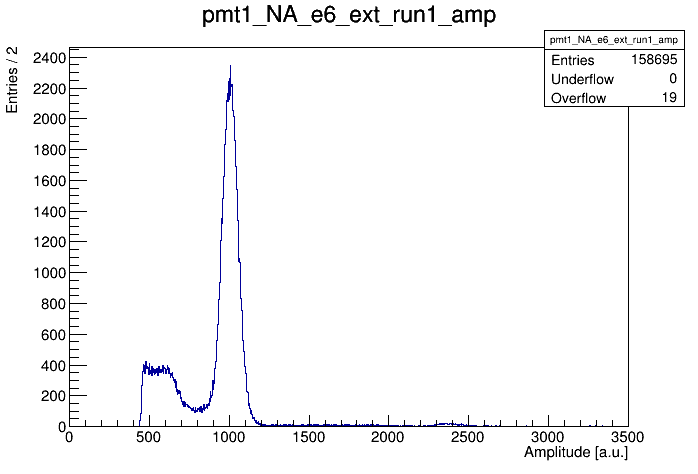 pmt1_NA_e6_ext_run1_amp
pmt1_NA_e6_ext_run1_amp
Entries 158695
Underflow 0
Overflow 19
Entries / 2
2400
2200
2000
1800
1600
1400
1200
1000
800
600
400
200
0
0 500 1000 1500 2000 2500 3000 3500
Amplitude [a.u.]